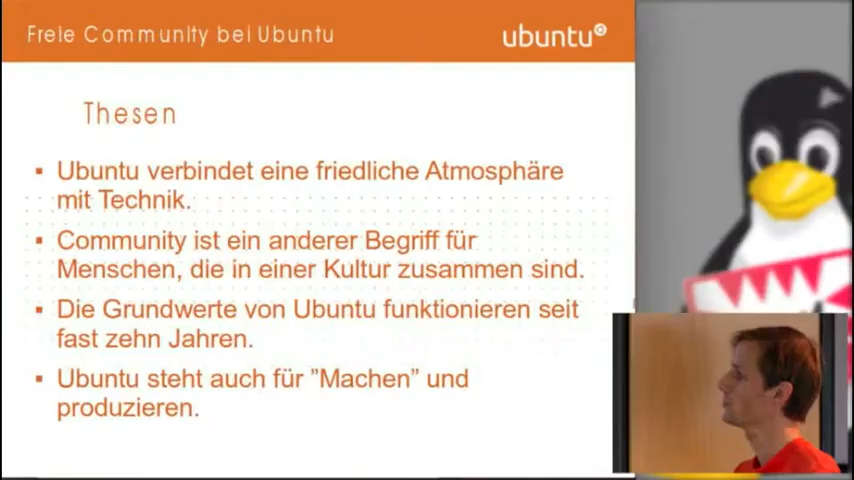 Freie Community bei Ubuntu
ubuntu
Thesen
Ubuntu verbindet eine friedliche Atmosphäre
mit Technik.
Community ist ein anderer Begriff für
Menschen, die in einer Kultur zusammen sind.
Die Grundwerte von Ubuntu funktionieren seit
fast zehn Jahren.
Ubuntu steht auch für ”Machen” und
produzieren.